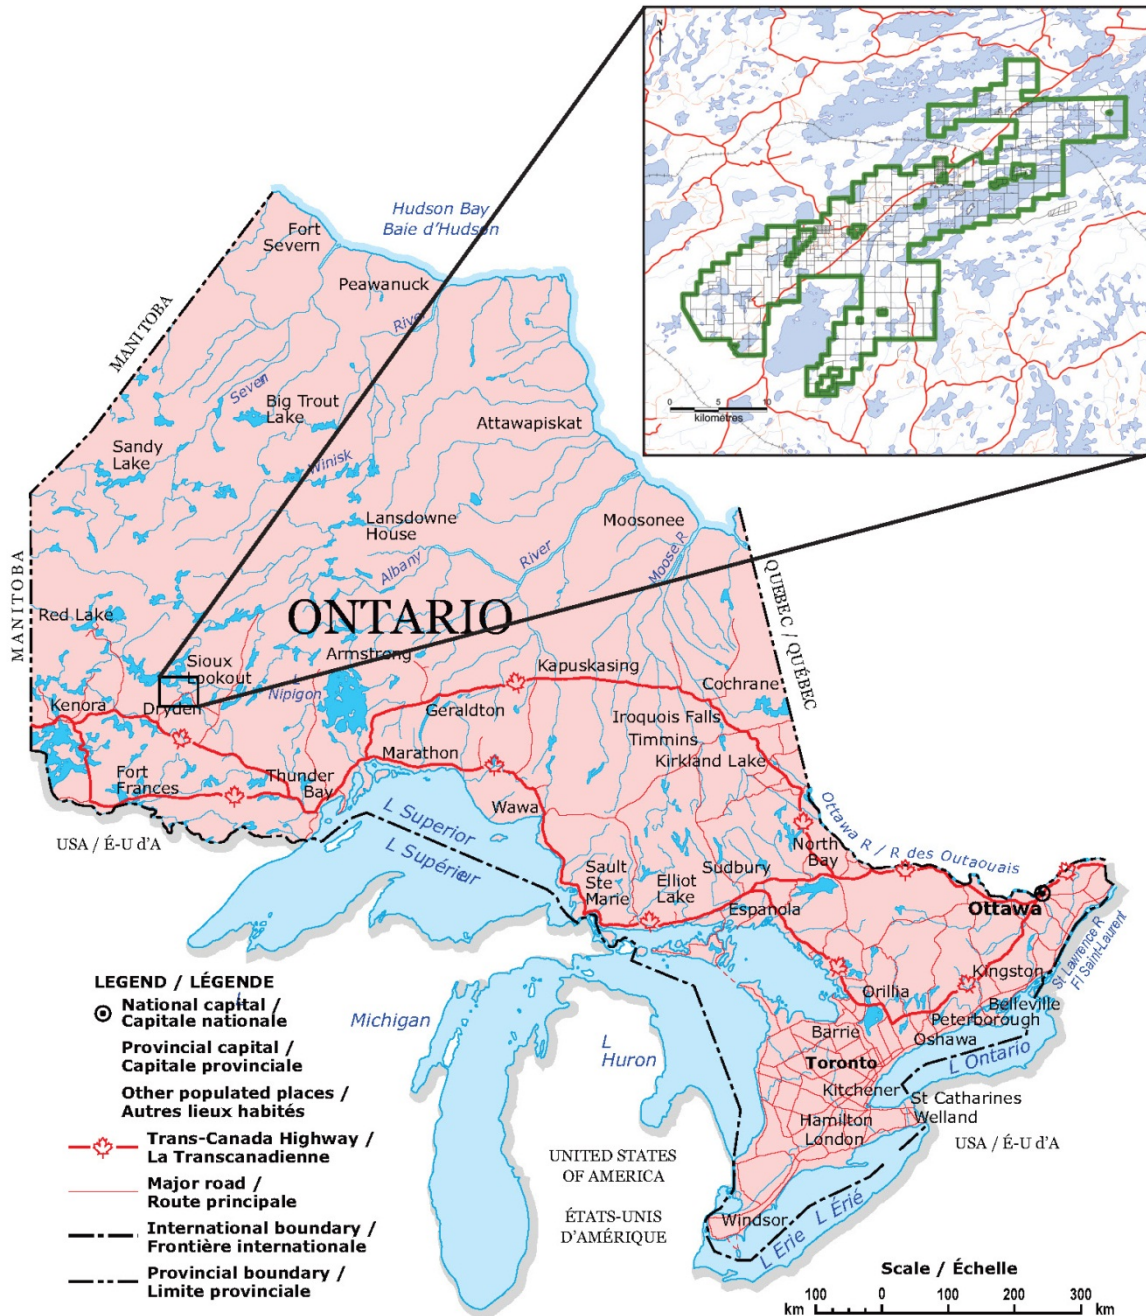 N
0 5 10
kilometres
Hudson Bay
Baie d'Hudson
Fort
Severn
Peawanuck
River
MANITOBA
Seven
Big Trout
Lake
Attawapiskat
Sandy
Lake
Winisk
Lansdowne
House
Moosonee
Albany
River
Moose R
MANITOBA
QUEBEC / QUÉBEC
Red Lake
ONTARIO
Sioux
Lookout
Armstrong
L
Nipigon
Kapuskasing
Cochrane
Kenora
Dryden
Geraldton
Iroquois Falls
Timmins
Kirkland Lake
Marathon
Fort
Frances
Thunder
Bay
Wawa
USA / É-U d'A
L Superior
L Supérieur
Ottawa R / R des Outaouais
North
Bay
Sault
Ste
Marie
Elliot
Lake
Sudbury
Espanola
Ottawa
St Lawrence R
Fl Saint-Laurent
Kingston
Orillia
Belleville
Peterborough
Barrie
Oshawa
Toronto
L Ontario
Kitchener
St Catharines
Hamilton
Welland
London
USA / É-U d'A
Michigan
L
Huron
UNITED STATES
OF AMERICA
ÉTATS-UNIS
D'AMÉRIQUE
Windsor
L Erie
L Érié
LEGEND / LÉGENDE
National capital /
Capitale nationale
Provincial capital /
Capitale provinciale
Other populated places /
Autres lieux habités
Trans-Canada Highway /
La Transcanadienne
Major road /
Route principale
International boundary /
Frontière internationale
Provincial boundary /
Limite provinciale
Scale / Échelle
100 0 100 200 300
km km